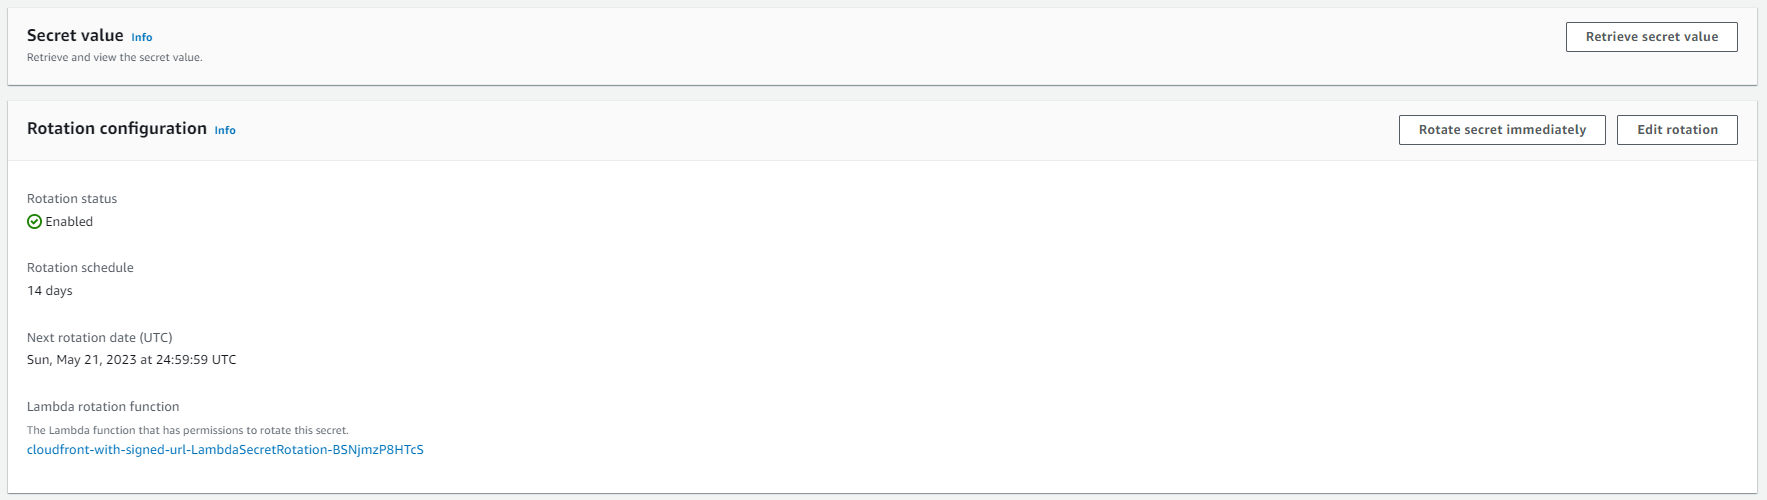 Secret value Info
Retrieve secret value
Retrieve and view the secret value.
Rotation configuration Info
Rotate secret immediately
Edit rotation
Rotation status
Enabled
Rotation schedule
14 days
Next rotation date (UTC)
Sun, May 21, 2023 at 24:59:59 UTC
Lambda rotation function
The Lambda function that has permissions to rotate this secret.
cloudfront-with-signed-url-LambdaSecretRotation-BSNjmzP8HTcS